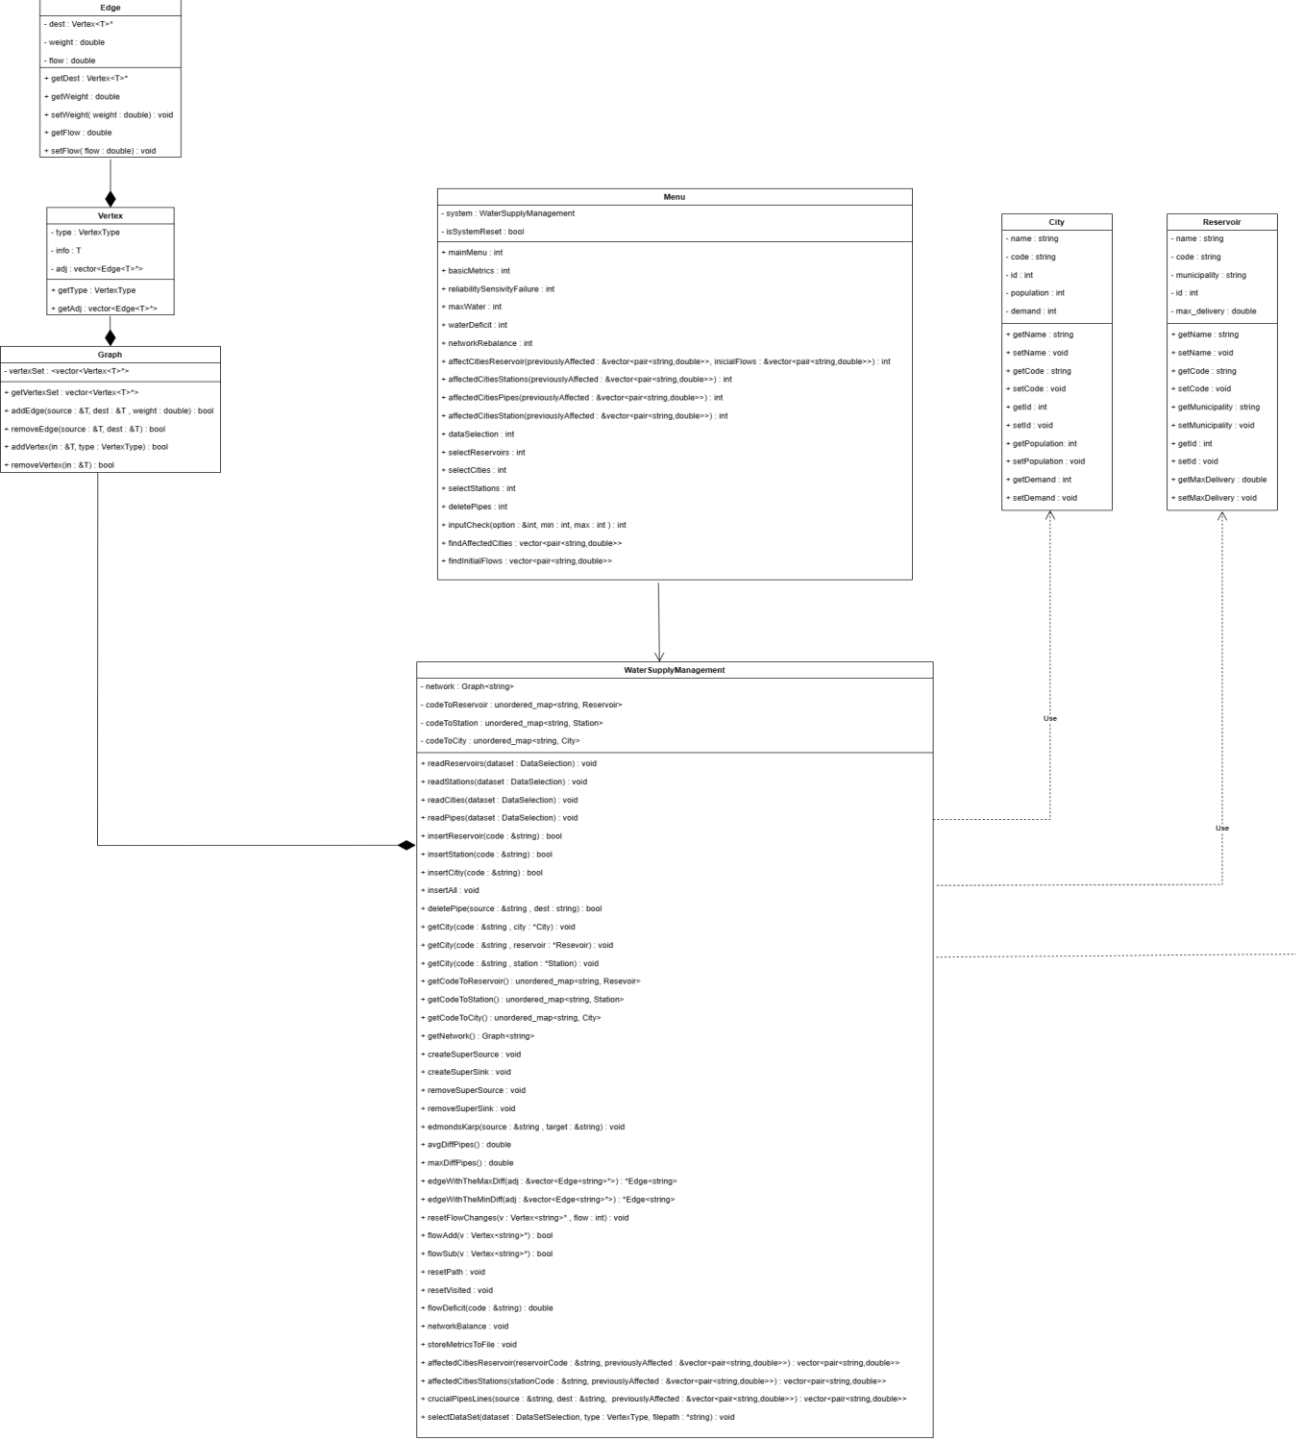 Edge
- dest : Vertex<T>*
- weight : double
- flow : double
+ getDest : Vertex<T>*
+ getWeight : double
+ setWeight( weight : double) : void
+ getFlow : double
+ setFlow( flow : double) : void
Vertex
- type : VertexType
- info : T
- adj : vector<Edge<T>*>
+ getType : VertexType
+ getAdj : vector<Edge<T>*>
Graph
- vertexSet : <vector<Vertex<T>*>
+ getVertexSet : vector<Vertex<T>*>
+ addEdge(source : &T, dest : &T , weight : double) : bool
+ removeEdge(source : &T, dest : &T) : bool
+ addVertex(in : &T, type : VertexType) : bool
+ removeVertex(in : &T) : bool
Menu
- system : WaterSupplyManagement
- isSystemReset : bool
+ mainMenu : int
+ basicMetrics : int
+ reliabilitySensivityFailure : int
+ maxWater : int
+ waterDeficit : int
+ networkRebalance : int
+ affectCitiesReservoir(previouslyAffected : &vector<pair<string,double>>, inicialFlows : &vector<pair<string,double>>) : int
+ affectedCitiesStations(previouslyAffected : &vector<pair<string,double>>) : int
+ affectedCitiesPipes(previouslyAffected : &vector<pair<string,double>>) : int
+ affectedCitiesStation(previouslyAffected : &vector<pair<string,double>>) : int
+ dataSelection : int
+ selectReservoirs : int
+ selectCities : int
+ selectStations : int
+ deletePipes : int
+ inputCheck(option : &int, min : int, max : int ) : int
+ findAffectedCities : vector<pair<string,double>>
+ findInitialFlows : vector<pair<string,double>>
City
- name : string
- code : string
- id : int
- population : int
- demand : int
+ getName : string
+ setName : void
+ getCode : string
+ setCode : void
+ getId : int
+ setId : void
+ getPopulation: int
+ setPopulation : void
+ getDemand : int
+ setDemand : void
Reservoir
- name : string
- code : string
- municipality : string
- id : int
- max_delivery : double
+ getName : string
+ setName : void
+ getCode : string
+ setCode : void
+ getMunicipality : string
+ setMunicipality : void
+ getId : int
+ setId : void
+ getMaxDelivery : double
+ setMaxDelivery : void
WaterSupplyManagement
- network : Graph<string>
- codeToReservoir : unordered_map<string, Reservoir>
- codeToStation : unordered_map<string, Station>
- codeToCity : unordered_map<string, City>
+ readReservoirs(dataset : DataSelection) : void
+ readStations(dataset : DataSelection) : void
+ readCities(dataset : DataSelection) : void
+ readPipes(dataset : DataSelection) : void
+ insertReservoir(code : &string) : bool
+ insertStation(code : &string) : bool
+ insertCitiy(code : &string) : bool
+ insertAll : void
+ deletePipe(source : &string , dest : string) : bool
+ getCity(code : &string , city : *City) : void
+ getCity(code : &string , reservoir : *Resevoir) : void
+ getCity(code : &string , station : *Station) : void
+ getCodeToReservoir() : unordered_map<string, Resevoir>
+ getCodeToStation() : unordered_map<string, Station>
+ getCodeToCity() : unordered_map<string, City>
+ getNetwork() : Graph<string>
+ createSuperSource : void
+ createSuperSink : void
+ removeSuperSource : void
+ removeSuperSink : void
+ edmondsKarp(source : &string , target : &string) : void
+ avgDiffPipes() : double
+ maxDiffPipes() : double
+ edgeWithTheMaxDiff(adj : &vector<Edge<string>*>) : *Edge<string>
+ edgeWithTheMinDiff(adj : &vector<Edge<string>*>) : *Edge<string>
+ resetFlowChanges(v : Vertex<string>* , flow : int) : void
+ flowAdd(v : Vertex<string>*) : bool
+ flowSub(v : Vertex<string>*) : bool
+ resetPath : void
+ resetVisited : void
+ flowDeficit(code : &string) : double
+ networkBalance : void
+ storeMetricsToFile : void
+ affectedCitiesReservoir(reservoirCode : &string, previouslyAffected : &vector<pair<string,double>>) : vector<pair<string,double>>
+ affectedCitiesStations(stationCode : &string, previouslyAffected : &vector<pair<string,double>>) : vector<pair<string,double>>
+ crucialPipesLines(source : &string, dest : &string, previouslyAffected : &vector<pair<string,double>>) : vector<pair<string,double>>
+ selectDataSet(dataset : DataSetSelection, type : VertexType, filepath : *string) : void
Use
Use